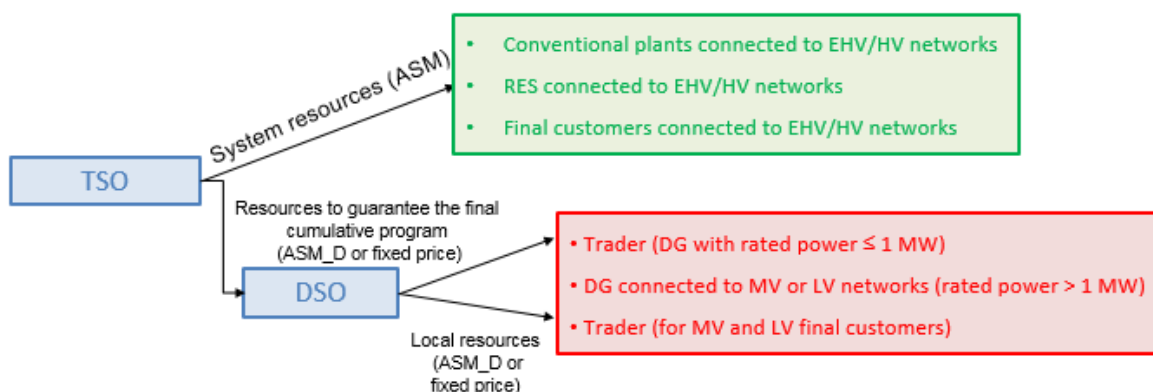 • Conventional plants connected to EHV/HV networks
• RES connected to EHV/HV networks
• Final customers connected to EHV/HV networks
System resources (ASM)
TSO
Resources to guarantee the final
cumulative program
(ASM_D or fixed price)
DSO
• Trader (DG with rated power ≤ 1 MW)
• DG connected to MV or LV networks (rated power > 1 MW)
• Trader (for MV and LV final customers)
Local resources
(ASM_D or
fixed price)